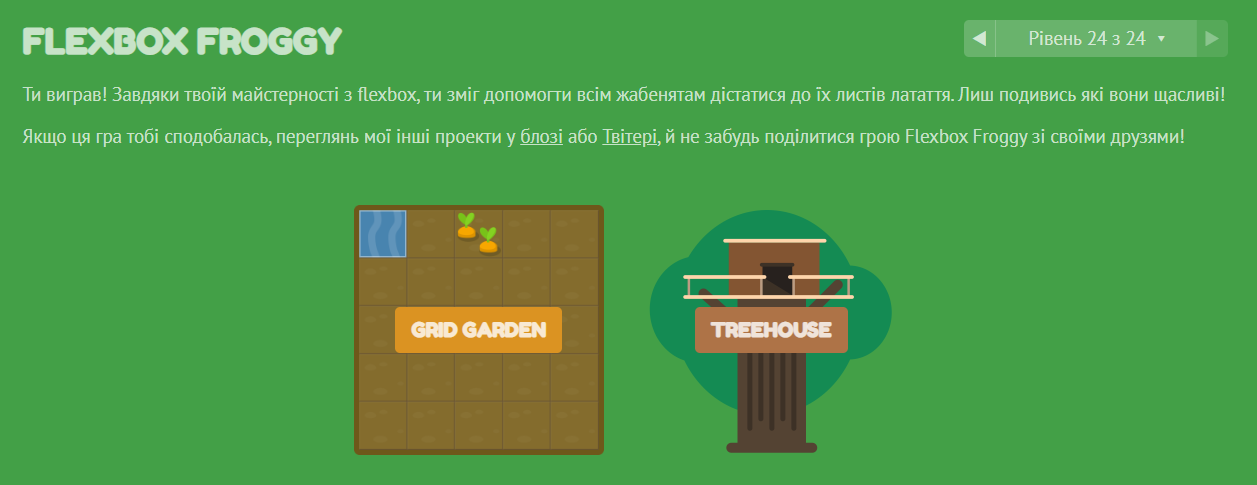 FLEXBOX FROGGY
Рівень 24 з 24
Ти виграв! Завдяки твоїй майстерності з flexbox, ти зміг допомогти всім жабенятам дістатися до їх листів латаття. Лиш подивись які вони щасливі!
Якщо ця гра тобі сподобалась, переглянь мої інші проекти у блозі або Твітері, й не забудь поділитися грою Flexbox Froggy зі своїми друзями!
GRID GARDEN
TREEHOUSE